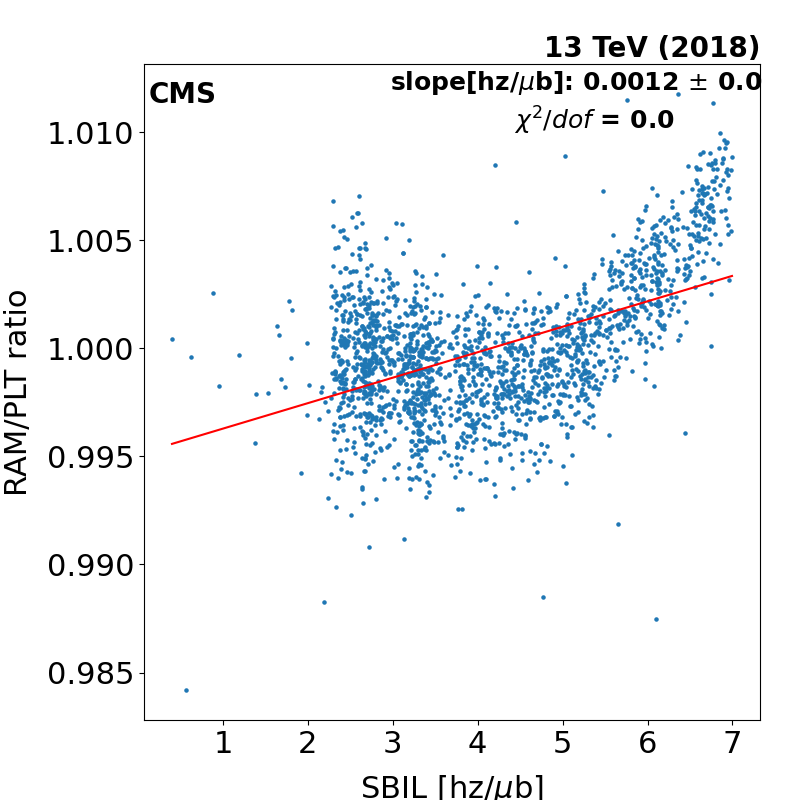 13 TeV (2018)
CMS
slope[hz/μb]: 0.0012 ± 0.0
χ²/dof = 0.0
1.010
1.005
1.000
0.995
0.990
0.985
RAM/PLT ratio
1 2 3 4 5 6 7
SBIL [hz/μb]